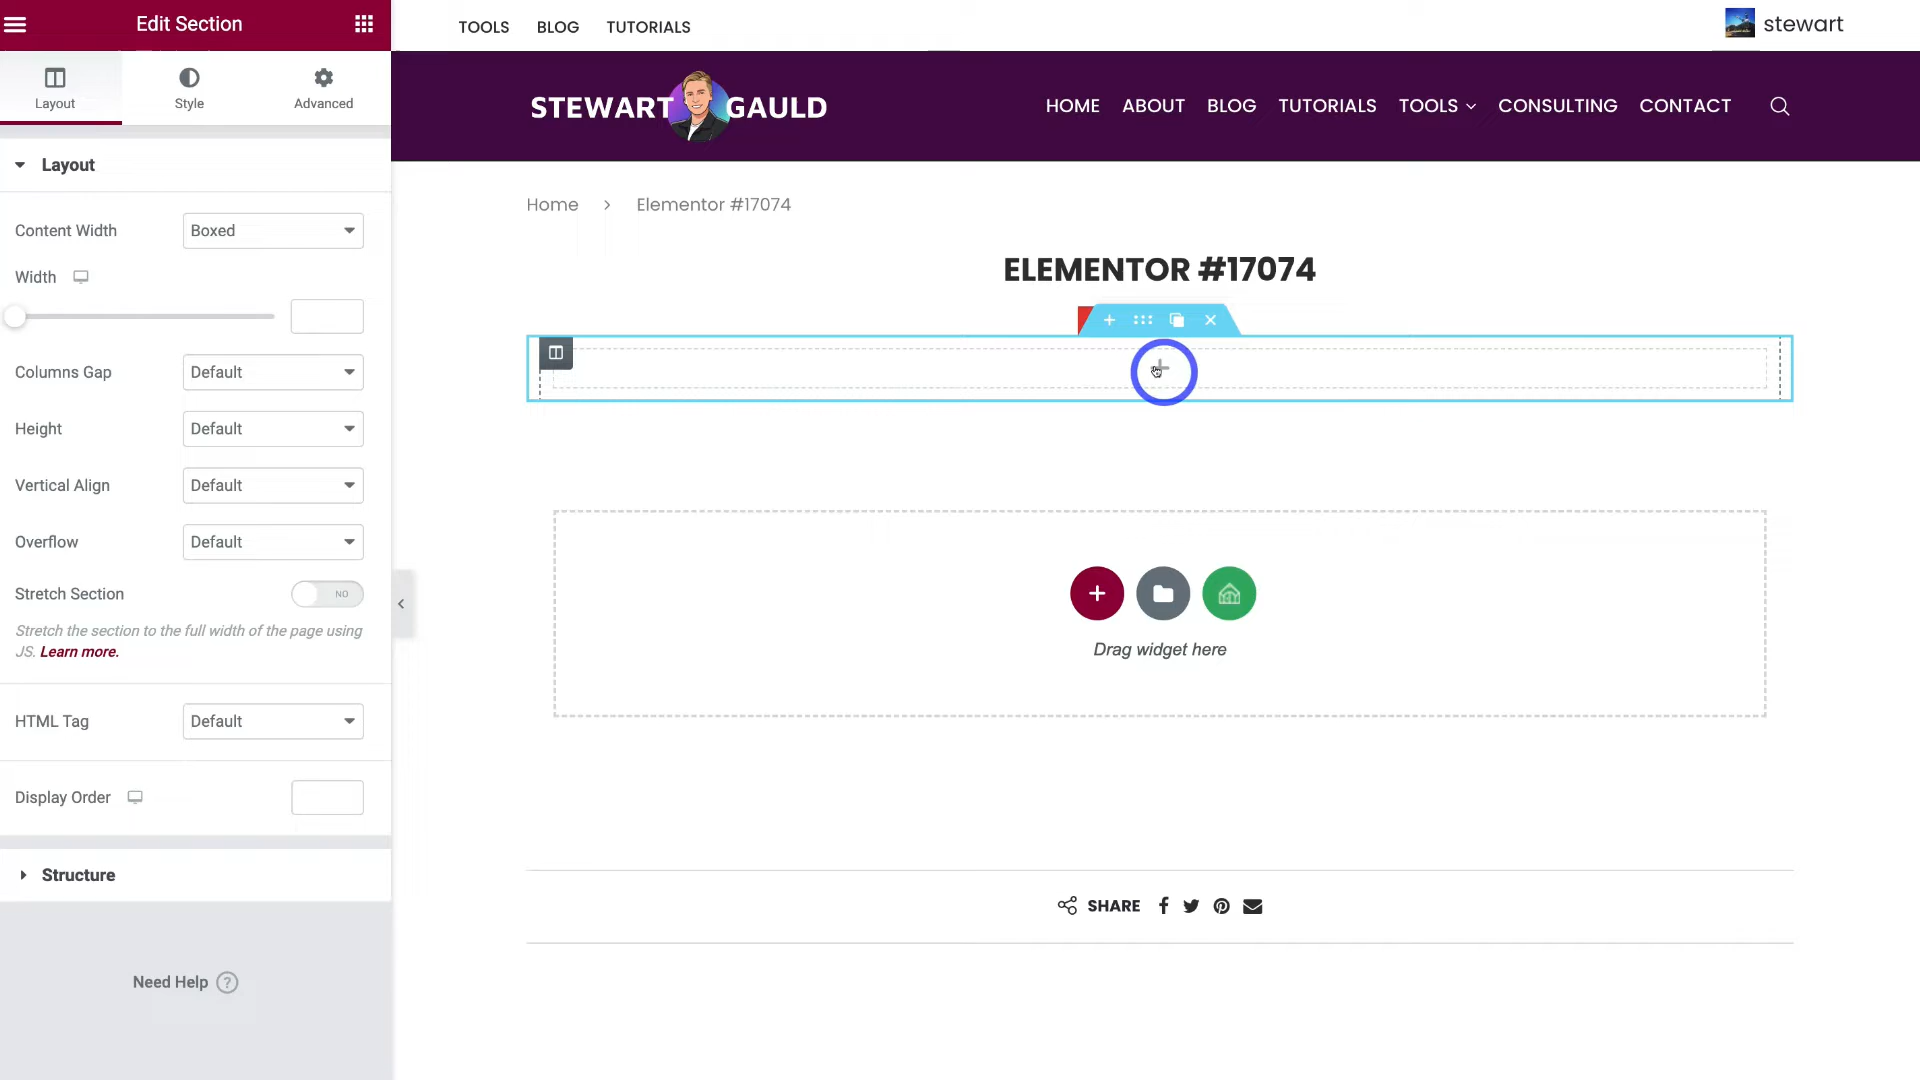 Edit Section
Layout
Style
Advanced
Layout
Content Width
Boxed
Width
Columns Gap
Default
Height
Default
Vertical Align
Default
Overflow
Default
Stretch Section
NO
Stretch the section to the full width of the page using
JS. Learn more.
HTML Tag
Default
Display Order
Structure
Need Help ?
TOOLS BLOG TUTORIALS
stewart
STEWART GAULD
HOME ABOUT BLOG TUTORIALS TOOLS CONSULTING CONTACT
Home > Elementor #17074
ELEMENTOR #17074
Drag widget here
SHARE